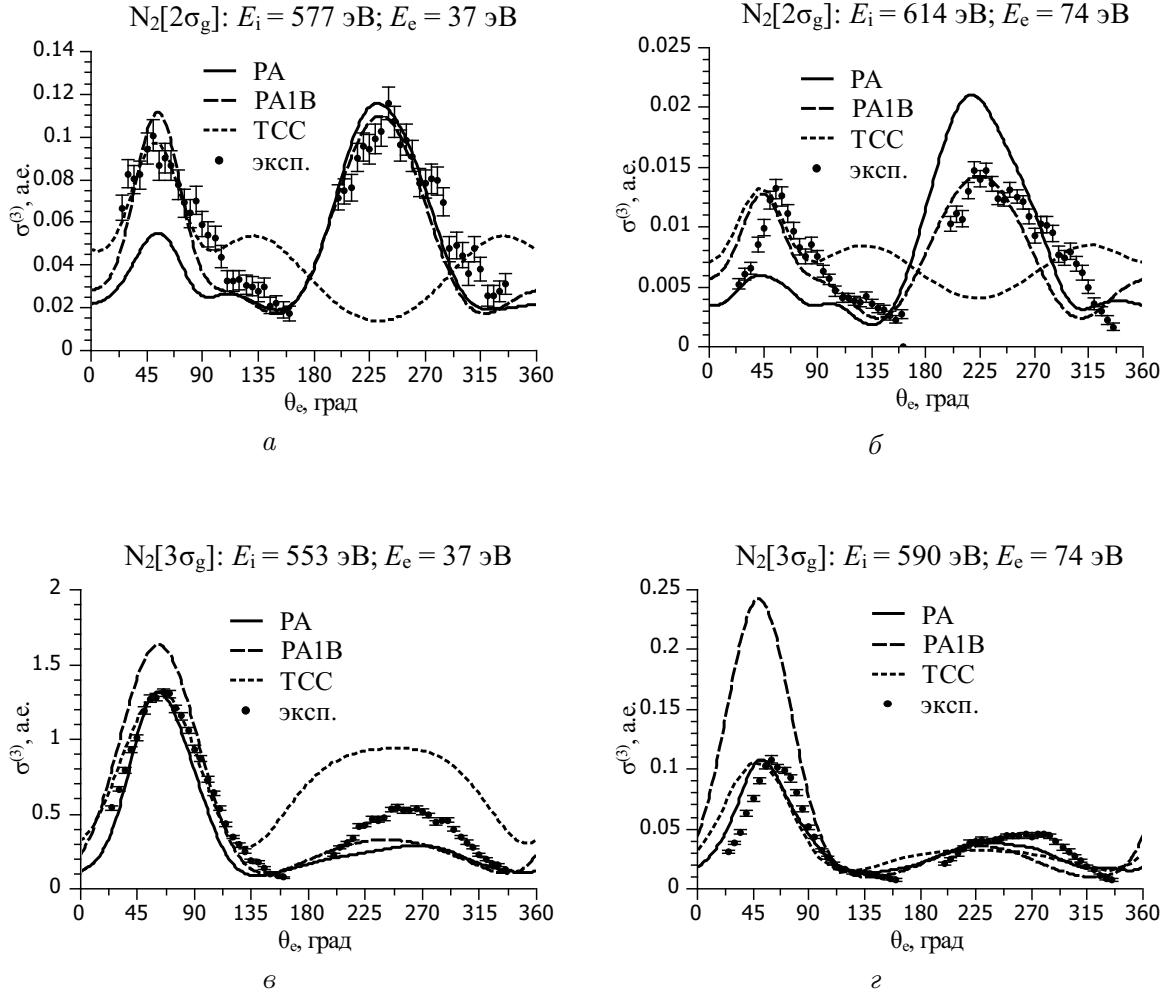 N₂[2σg]: Ei = 577 эВ; Ee = 37 эВ
0.14
0.12
0.1
0.08
0.06
0.04
0.02
0
σ⁽³⁾, а.е.
PA
PA1B
TCC
эксп.
0 45 90 135 180 225 270 315 360
θe, град
а
N₂[2σg]: Ei = 614 эВ; Ee = 74 эВ
0.025
0.02
0.015
0.01
0.005
0
σ⁽³⁾, а.е.
PA
PA1B
TCC
эксп.
0 45 90 135 180 225 270 315 360
θe, град
б
N₂[3σg]: Ei = 553 эВ; Ee = 37 эВ
2
1.5
1
0.5
0
σ⁽³⁾, а.е.
PA
PA1B
TCC
эксп.
0 45 90 135 180 225 270 315 360
θe, град
в
N₂[3σg]: Ei = 590 эВ; Ee = 74 эВ
0.25
0.2
0.15
0.1
0.05
0
σ⁽³⁾, а.е.
PA
PA1B
TCC
эксп.
0 45 90 135 180 225 270 315 360
θe, град
г